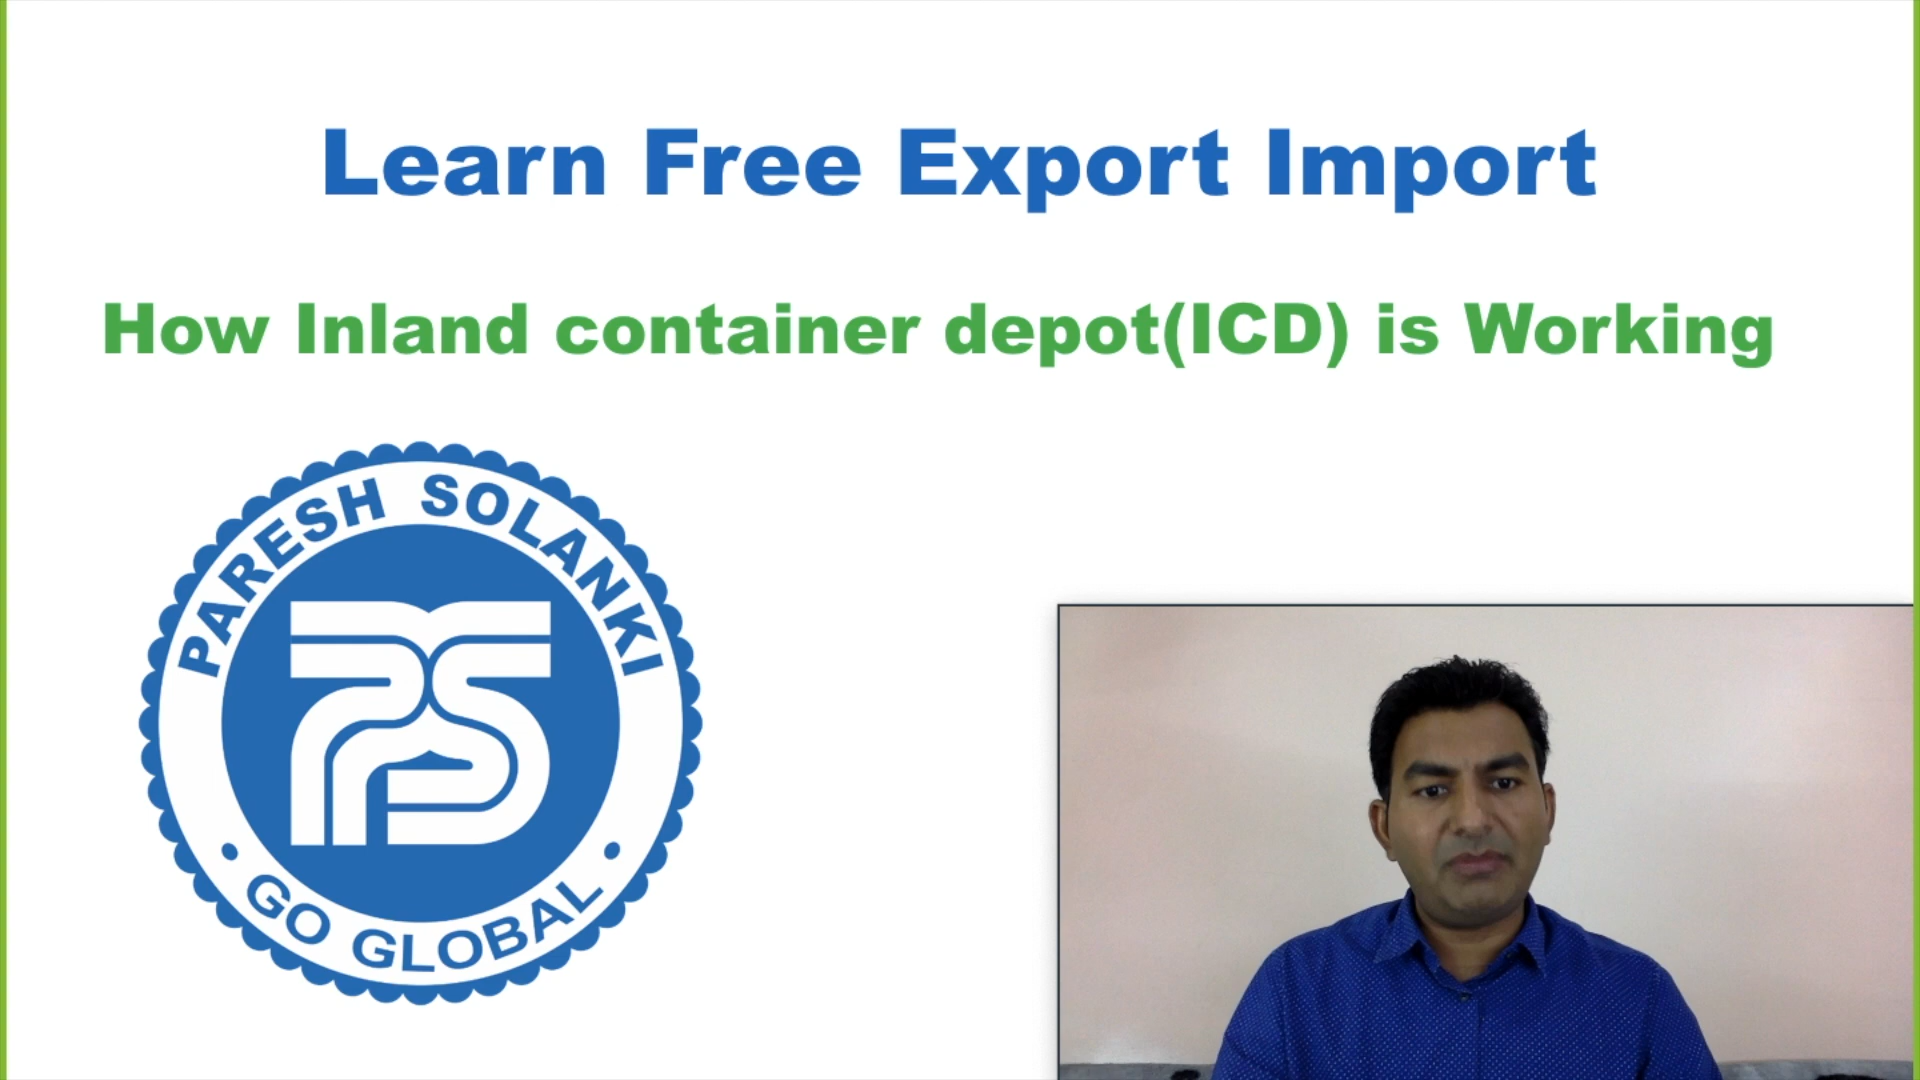 Learn Free Export Import
How Inland container depot(ICD) is Working
PARESH SOLANKI
PS
• GO GLOBAL •